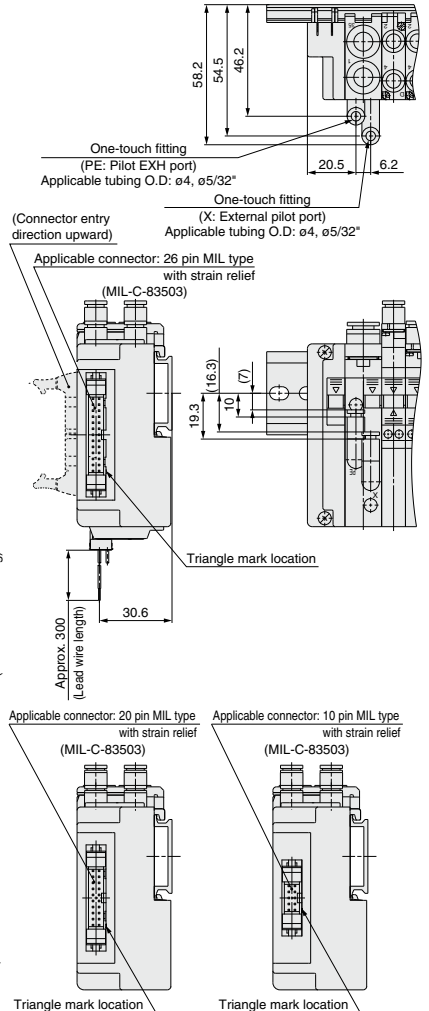 58.2
54.5
46.2
One-touch fitting
(PE: Pilot EXH port)
Applicable tubing O.D: ø4, ø5/32"
20.5
6.2
One-touch fitting
(X: External pilot port)
Applicable tubing O.D: ø4, ø5/32"
(Connector entry
direction upward)
Applicable connector: 26 pin MIL type
with strain relief
(MIL-C-83503)
19.3
(16.3)
10
(7)
X
Triangle mark location
30.6
Approx. 300
(Lead wire length)
Applicable connector: 20 pin MIL type
with strain relief
(MIL-C-83503)
Applicable connector: 10 pin MIL type
with strain relief
(MIL-C-83503)
Triangle mark location
Triangle mark location